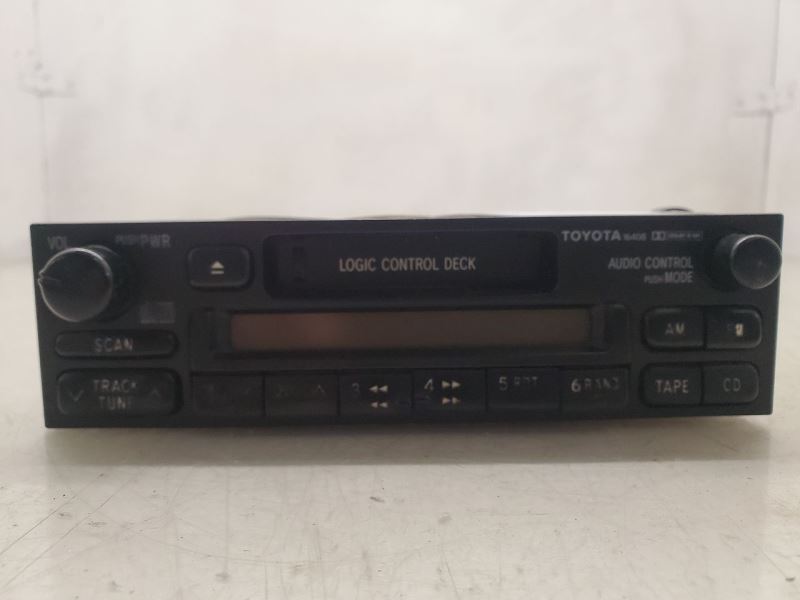 VOL PUSH PWR
LOGIC CONTROL DECK
TOYOTA 16406
AUDIO CONTROL
PUSH MODE
SCAN
AM
TRACK
TUNE
3
4
5 RPT
6 RAND
TAPE
CD